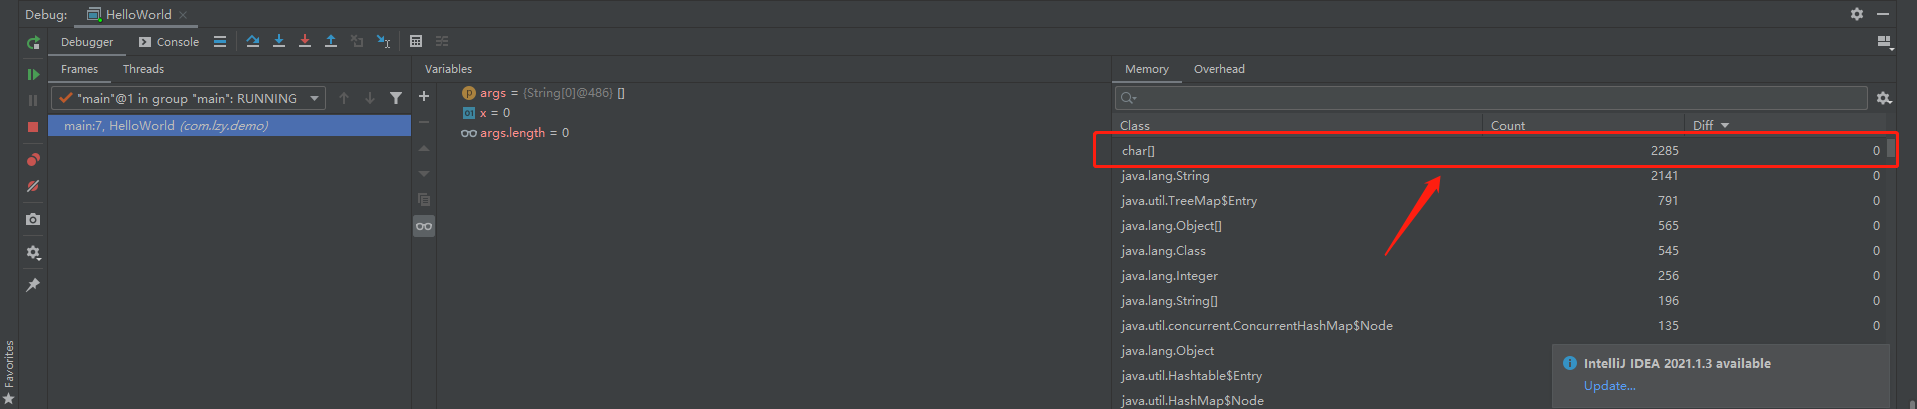 Debug: HelloWorld
Debugger Console
Frames Threads Variables Memory Overhead
"main"@1 in group "main": RUNNING
main:7, HelloWorld (com.lzy.demo)
args = {String[0]@486} []
x = 0
args.length = 0
Class Count Diff
char[] 2285 0
java.lang.String 2141 0
java.util.TreeMap$Entry 791 0
java.lang.Object[] 565 0
java.lang.Class 545 0
java.lang.Integer 256 0
java.lang.String[] 196 0
java.util.concurrent.ConcurrentHashMap$Node 135 0
java.lang.Object
java.util.Hashtable$Entry
java.util.HashMap$Node
IntelliJ IDEA 2021.1.3 available
Update...
Favorites